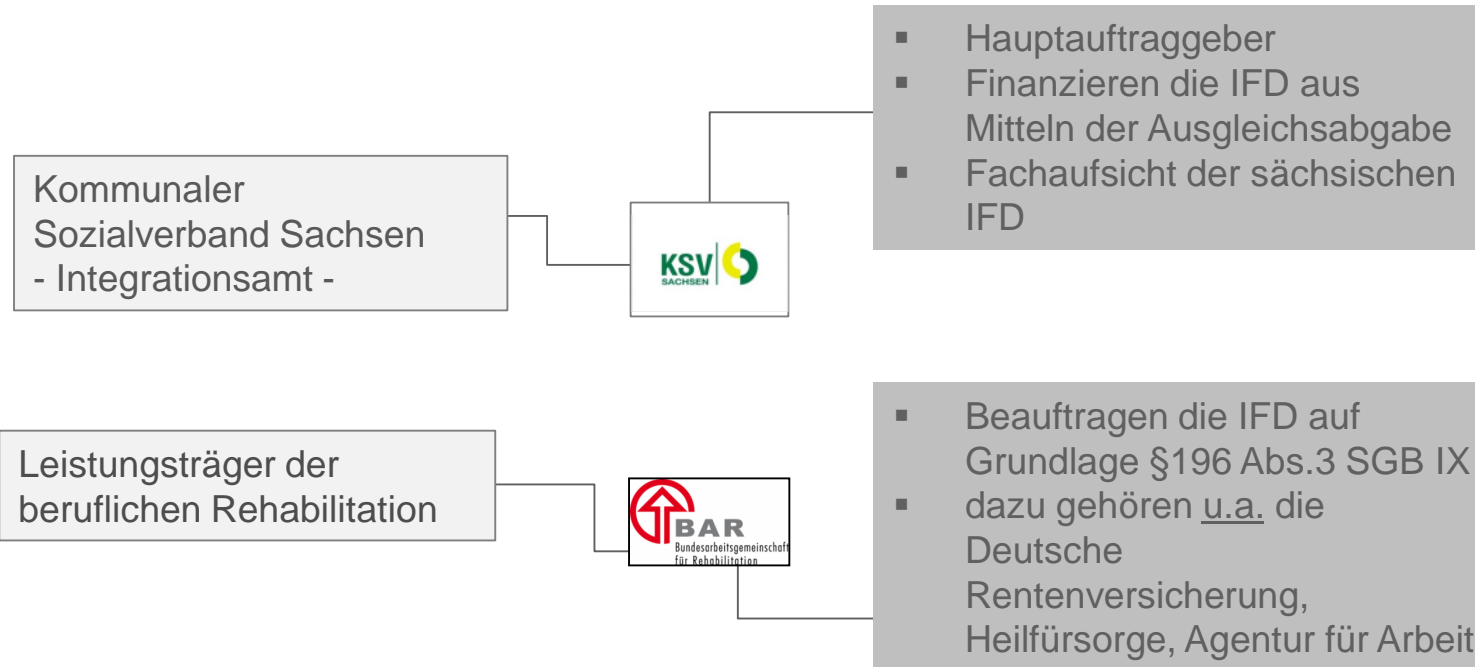 Kommunaler
Sozialverband Sachsen
- Integrationsamt -
KSV
SACHSEN
▪ Hauptauftraggeber
▪ Finanzieren die IFD aus
Mitteln der Ausgleichsabgabe
▪ Fachaufsicht der sächsischen
IFD
Leistungsträger der
beruflichen Rehabilitation
BAR
Bundesarbeitsgemeinschaft
für Rehabilitation
▪ Beauftragen die IFD auf
Grundlage §196 Abs.3 SGB IX
▪ dazu gehören u.a. die
Deutsche
Rentenversicherung,
Heilfürsorge, Agentur für Arbeit